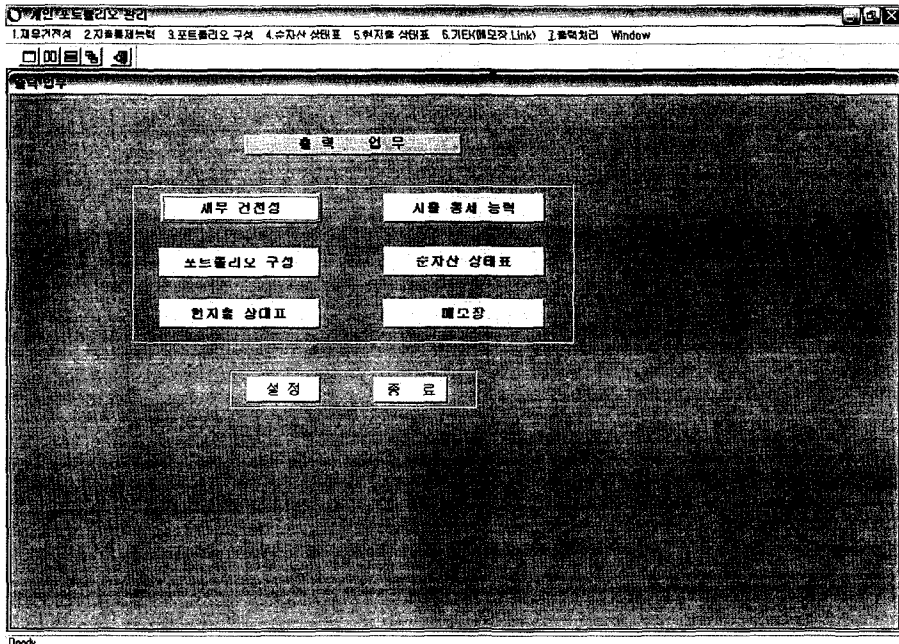 개인 포트폴리오 관리
1.재무건전성 2.지출통제능력 3.포트폴리오 구성 4.순자산 상태표 5.현지출 상태표 6.기타(메모장,Link) 7.출력처리 Window
출력업무
출 력 업 무
재무 건전성 지출 통제 능력
포트폴리오 구성 순자산 상태표
현지출 상태표 메모장
설 정 종 료
Ready